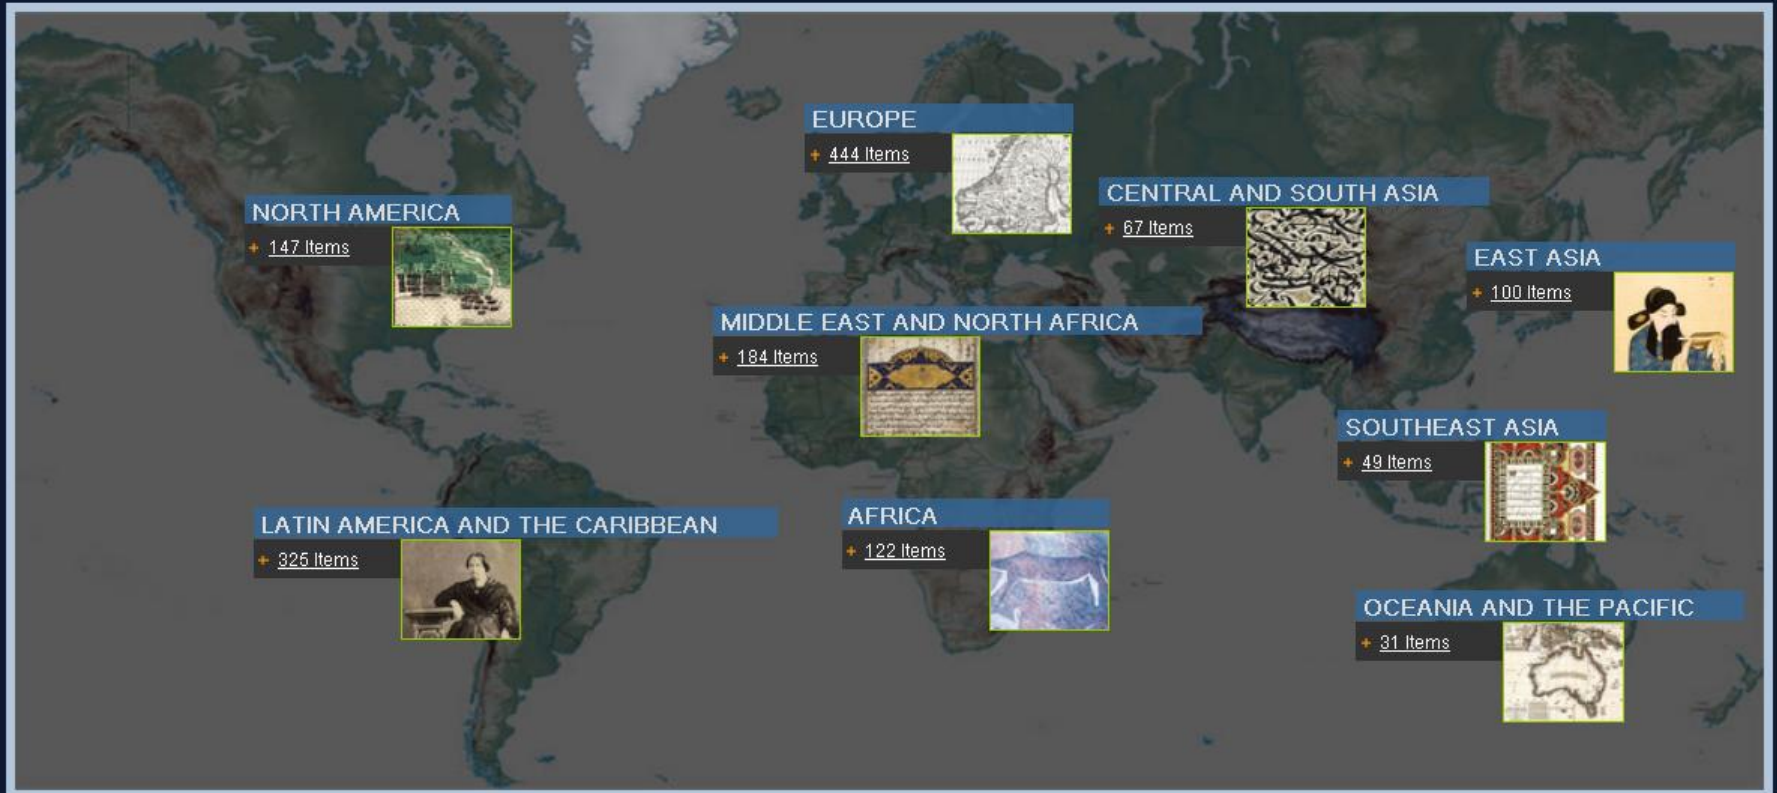 EUROPE
+ 444 Items
CENTRAL AND SOUTH ASIA
+ 67 Items
NORTH AMERICA
+ 147 Items
EAST ASIA
+ 100 Items
MIDDLE EAST AND NORTH AFRICA
+ 184 Items
SOUTHEAST ASIA
+ 49 Items
LATIN AMERICA AND THE CARIBBEAN
+ 325 Items
AFRICA
+ 122 Items
OCEANIA AND THE PACIFIC
+ 31 Items